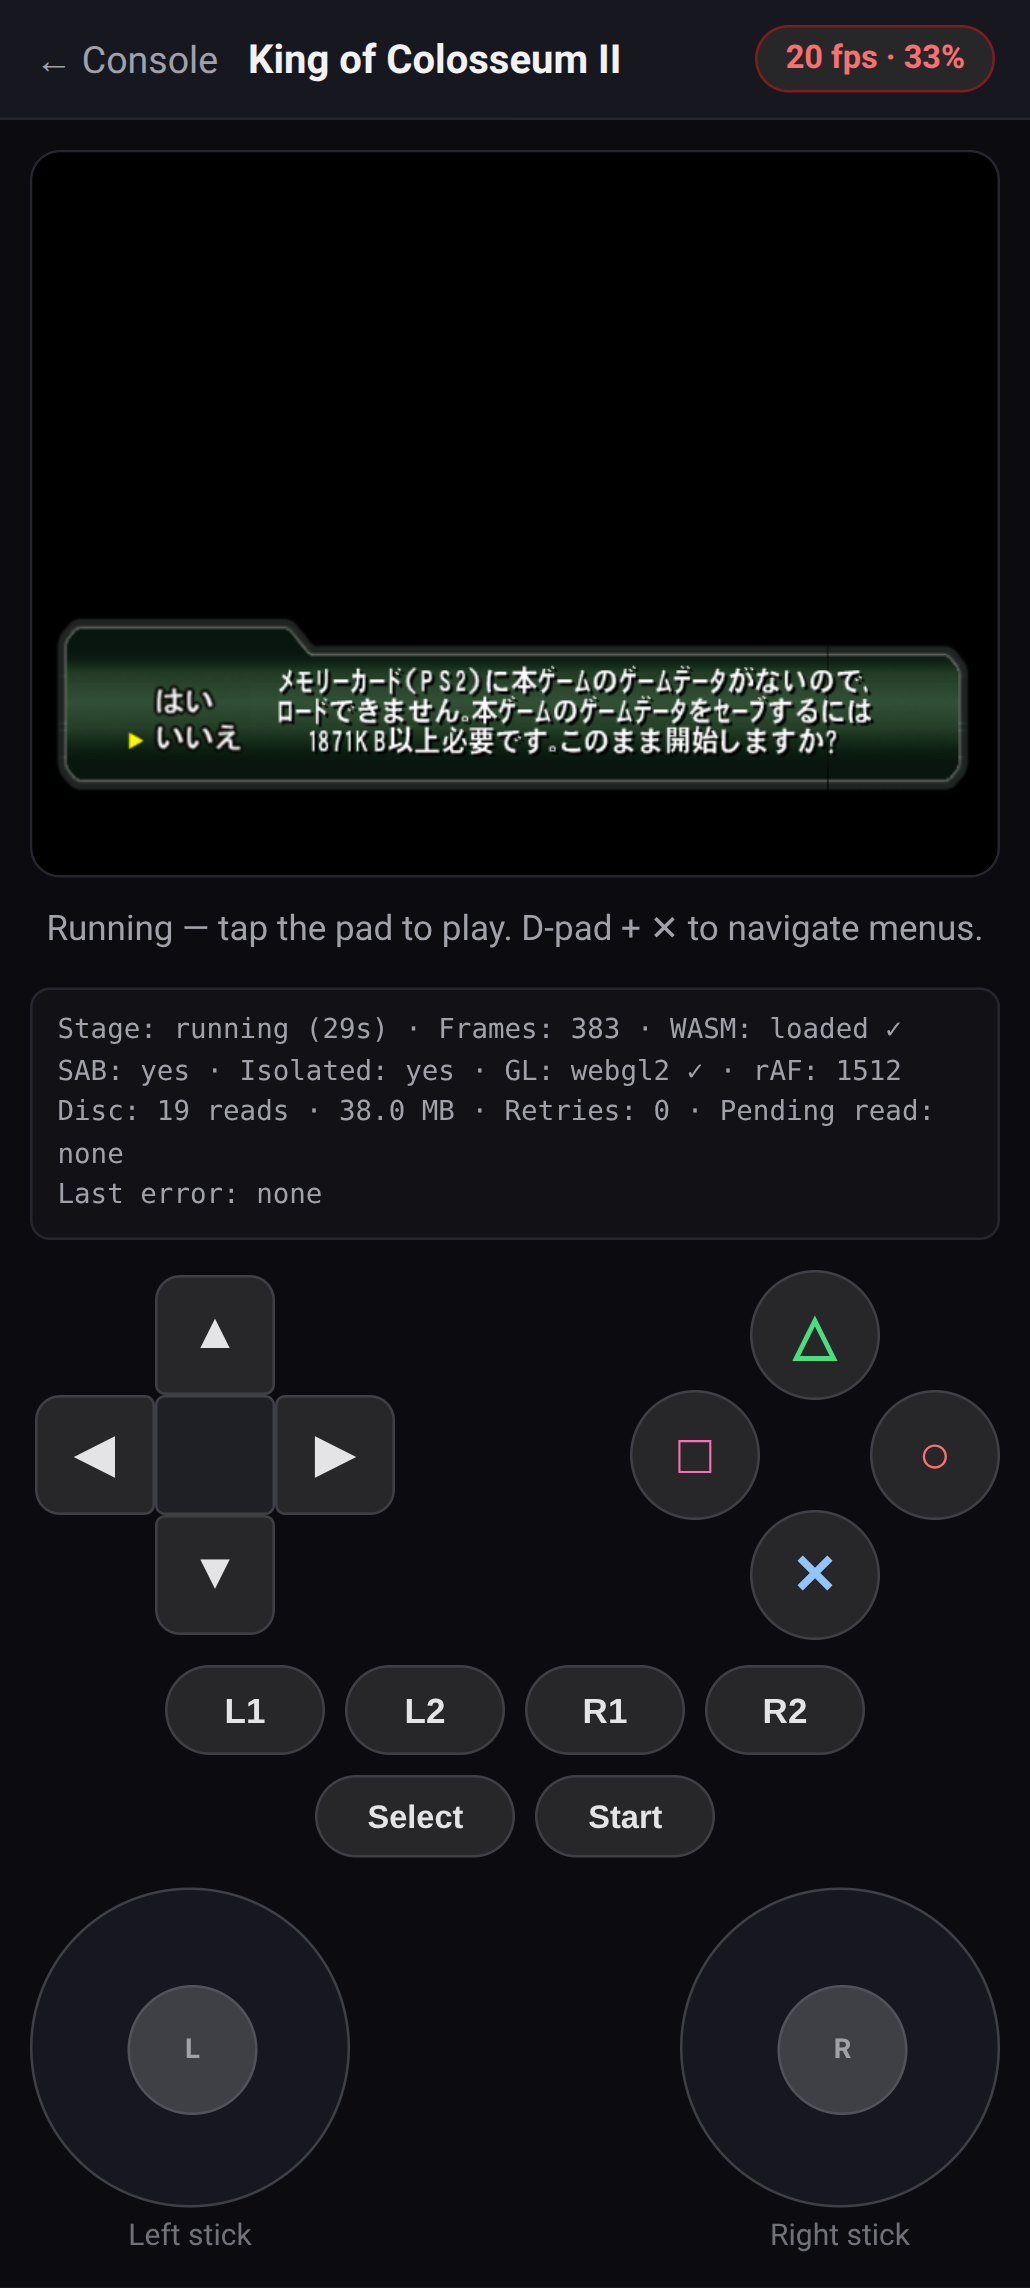 ← Console King of Colosseum II 20 fps · 33%
メモリーカード(PS2)に本ゲームのゲームデータがないので、
はい
ロードできません。本ゲームのゲームデータをセーブするには
▶ いいえ
1871KB以上必要です。このまま開始しますか?
Running — tap the pad to play. D-pad + ✕ to navigate menus.
Stage: running (29s) · Frames: 383 · WASM: loaded ✓
SAB: yes · Isolated: yes · GL: webgl2 ✓ · rAF: 1512
Disc: 19 reads · 38.0 MB · Retries: 0 · Pending read:
none
Last error: none
▲
△
◀ ▶
□ ○
▼
✕
L1 L2 R1 R2
Select Start
L R
Left stick Right stick